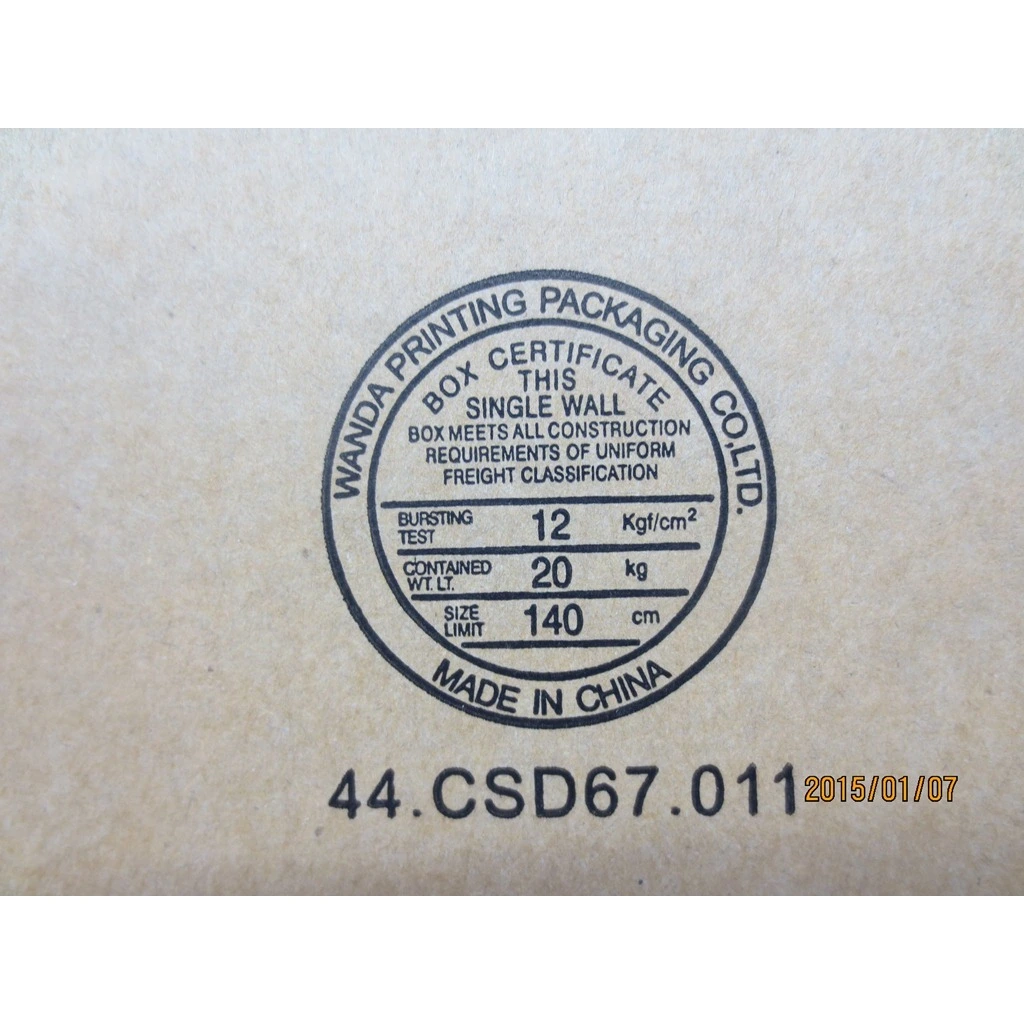 WANDA PRINTING PACKAGING CO,LTD.
BOX CERTIFICATE
THIS
SINGLE WALL
BOX MEETS ALL CONSTRUCTION
REQUIREMENTS OF UNIFORM
FREIGHT CLASSIFICATION
BURSTING TEST 12 Kgf/cm²
CONTAINED WT. LT. 20 kg
SIZE LIMIT 140 cm
MADE IN CHINA
44.CSD67.011
2015/01/07